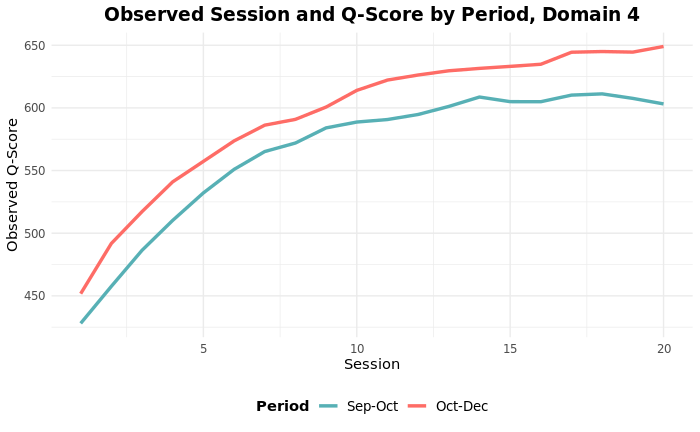 Observed Session and Q-Score by Period, Domain 4
650
600
550
500
450
Observed Q-Score
5 10 15 20
Session
Period Sep-Oct Oct-Dec